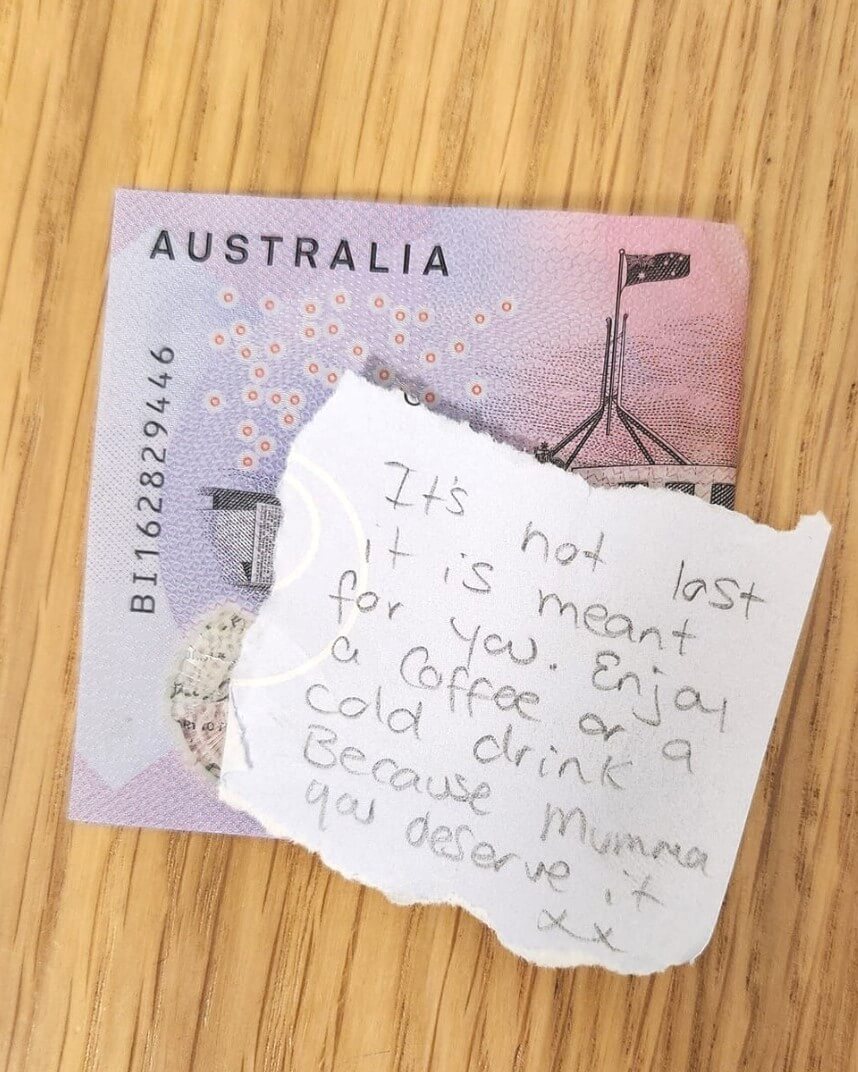 AUSTRALIA
BI162829446
It's not lost
it is meant
for you. Enjoy
a Coffee or a
cold drink
Because Mumma
you deserve it
xx